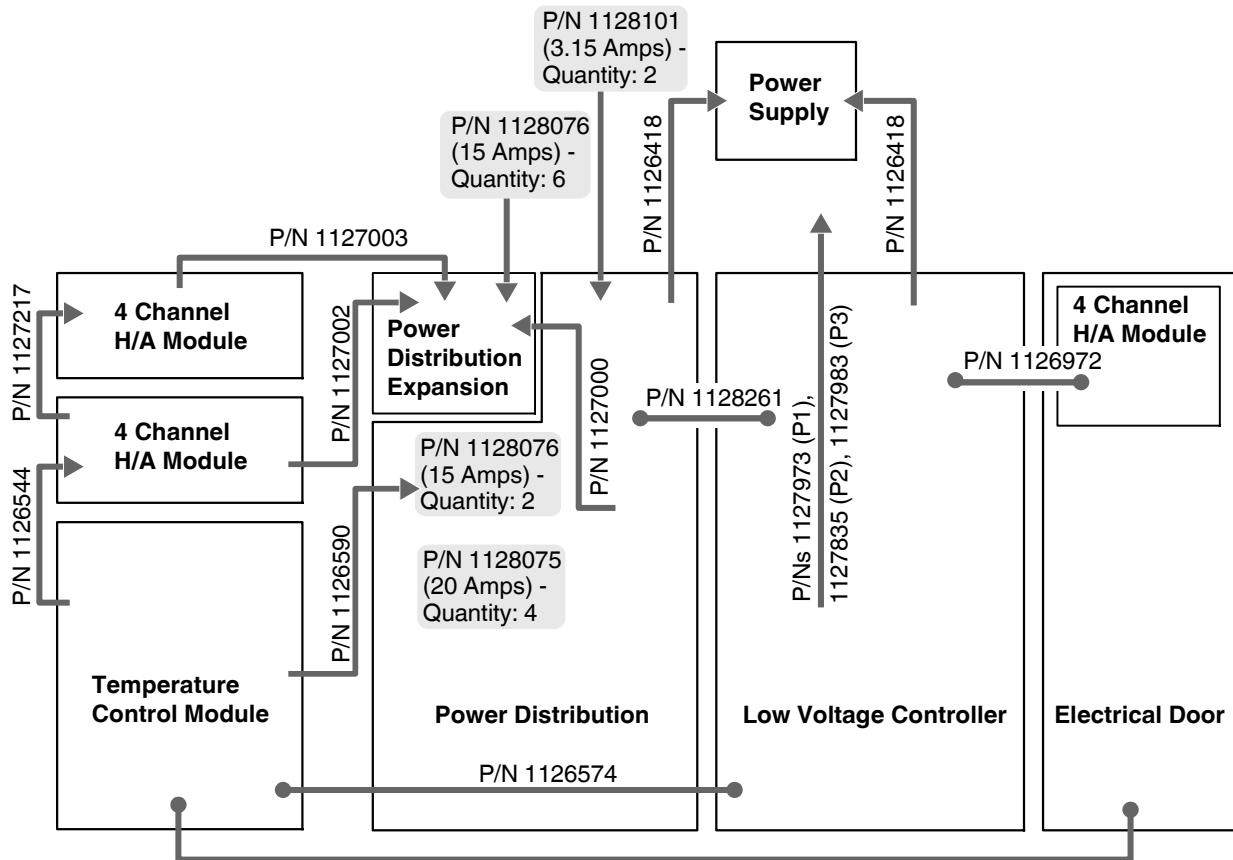 P/N 1128101
(3.15 Amps) -
Quantity: 2
Power
Supply
P/N 1128076
(15 Amps) -
Quantity: 6
P/N 1126418
P/N 1126418
P/N 1127003
4 Channel
H/A Module
P/N 1127217
P/N 1127002
Power
Distribution
Expansion
P/N 1127000
P/N 1128261
P/Ns 1127973 (P1),
1127835 (P2), 1127983 (P3)
P/N 1126972
4 Channel
H/A Module
4 Channel
H/A Module
P/N 1126544
P/N 1128076
(15 Amps) -
Quantity: 2
P/N 1126590
P/N 1128075
(20 Amps) -
Quantity: 4
Temperature
Control Module
Power Distribution
Low Voltage Controller
Electrical Door
P/N 1126574